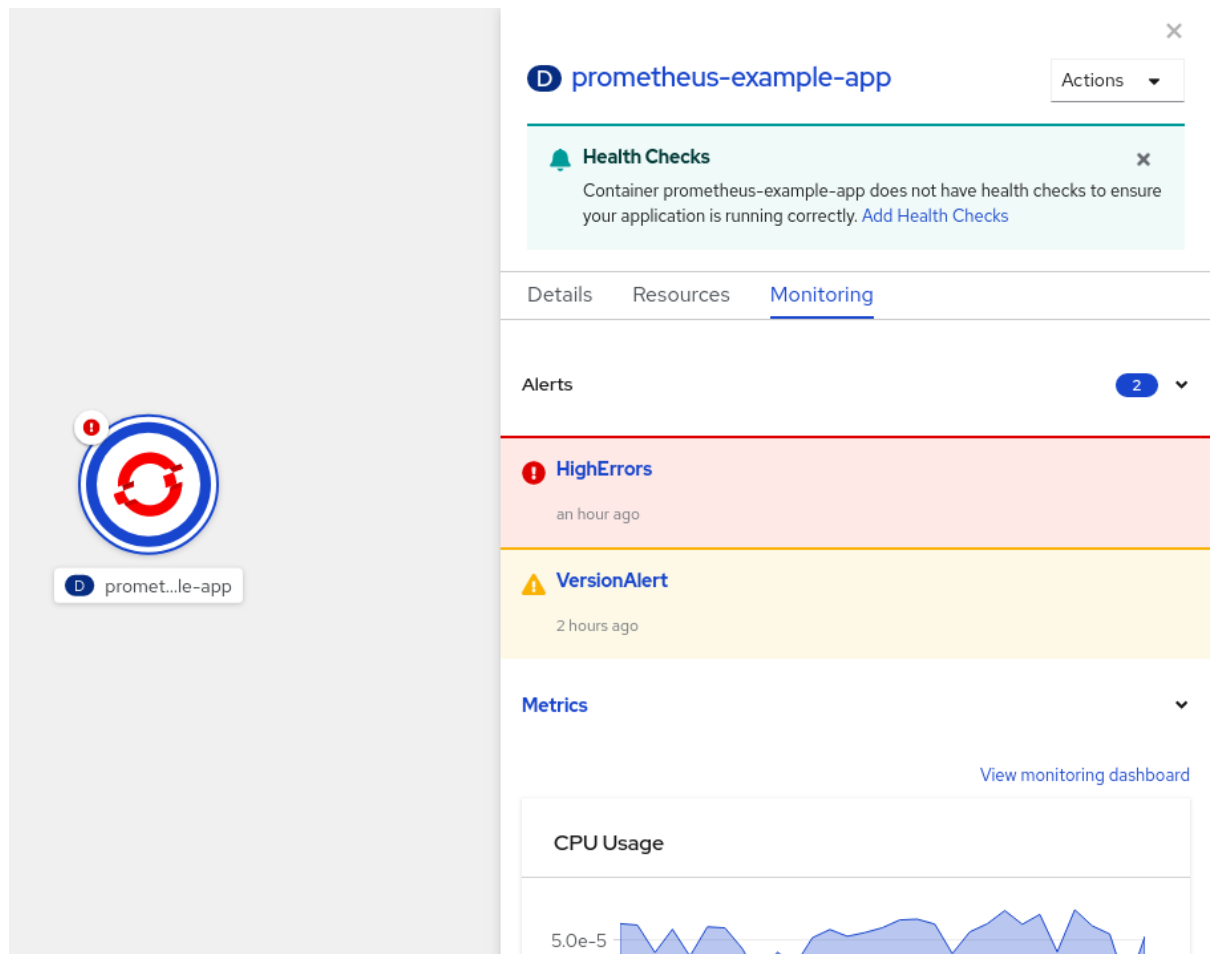 D prometheus-example-app
Actions
Health Checks
Container prometheus-example-app does not have health checks to ensure
your application is running correctly. Add Health Checks
Details Resources Monitoring
Alerts 2
HighErrors
an hour ago
D promet...le-app
VersionAlert
2 hours ago
Metrics
View monitoring dashboard
CPU Usage
5.0e-5